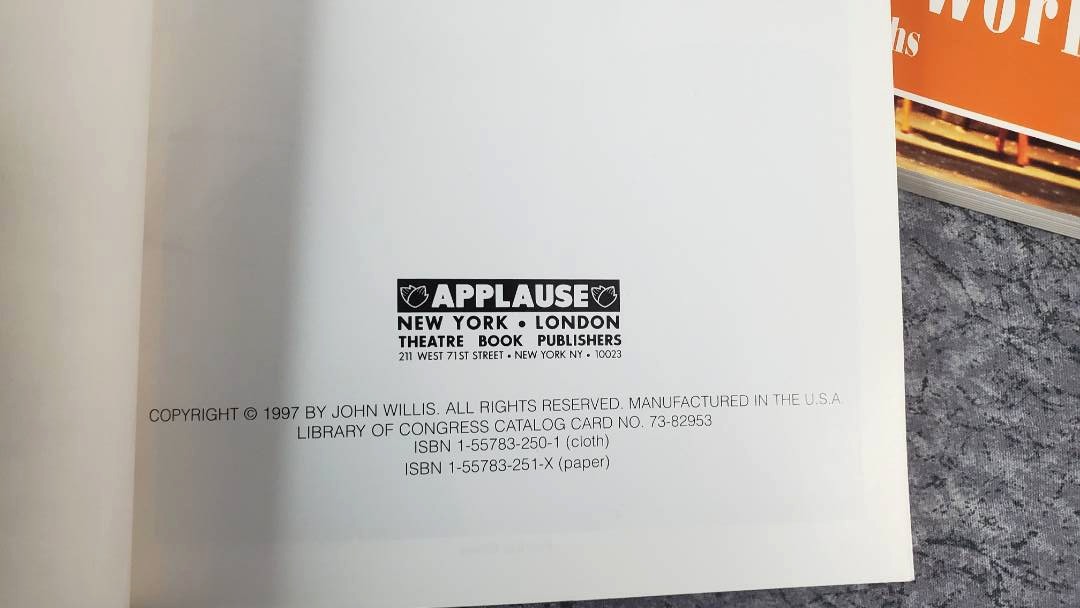 APPLAUSE
NEW YORK • LONDON
THEATRE BOOK PUBLISHERS
211 WEST 71ST STREET • NEW YORK NY • 10023
COPYRIGHT © 1997 BY JOHN WILLIS. ALL RIGHTS RESERVED. MANUFACTURED IN THE U.S.A.
LIBRARY OF CONGRESS CATALOG CARD NO. 73-82953
ISBN 1-55783-250-1 (cloth)
ISBN 1-55783-251-X (paper)